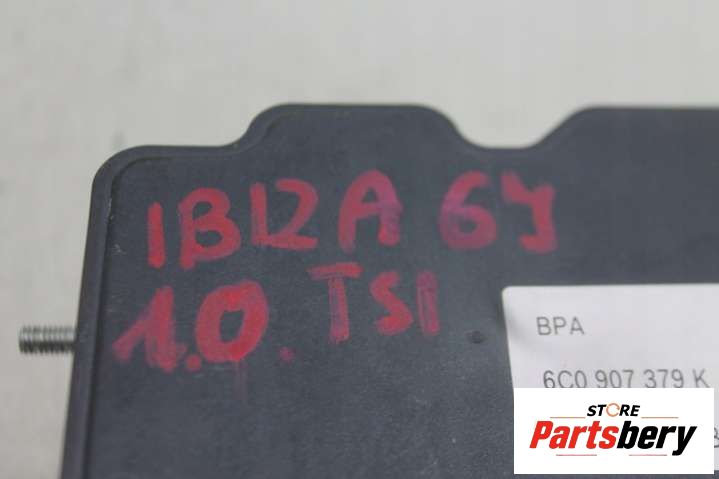 IBIZA 6J
1.0. TSI
BPA
6C0 907 379 K
STORE
Partsbery